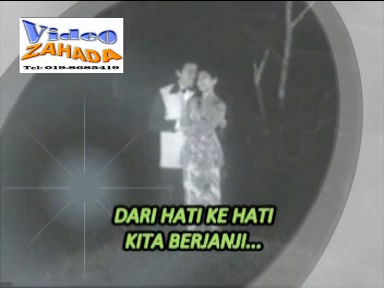 Video
ZAHADA
Tel: 019-8685419
DARI HATI KE HATI
KITA BERJANJI...